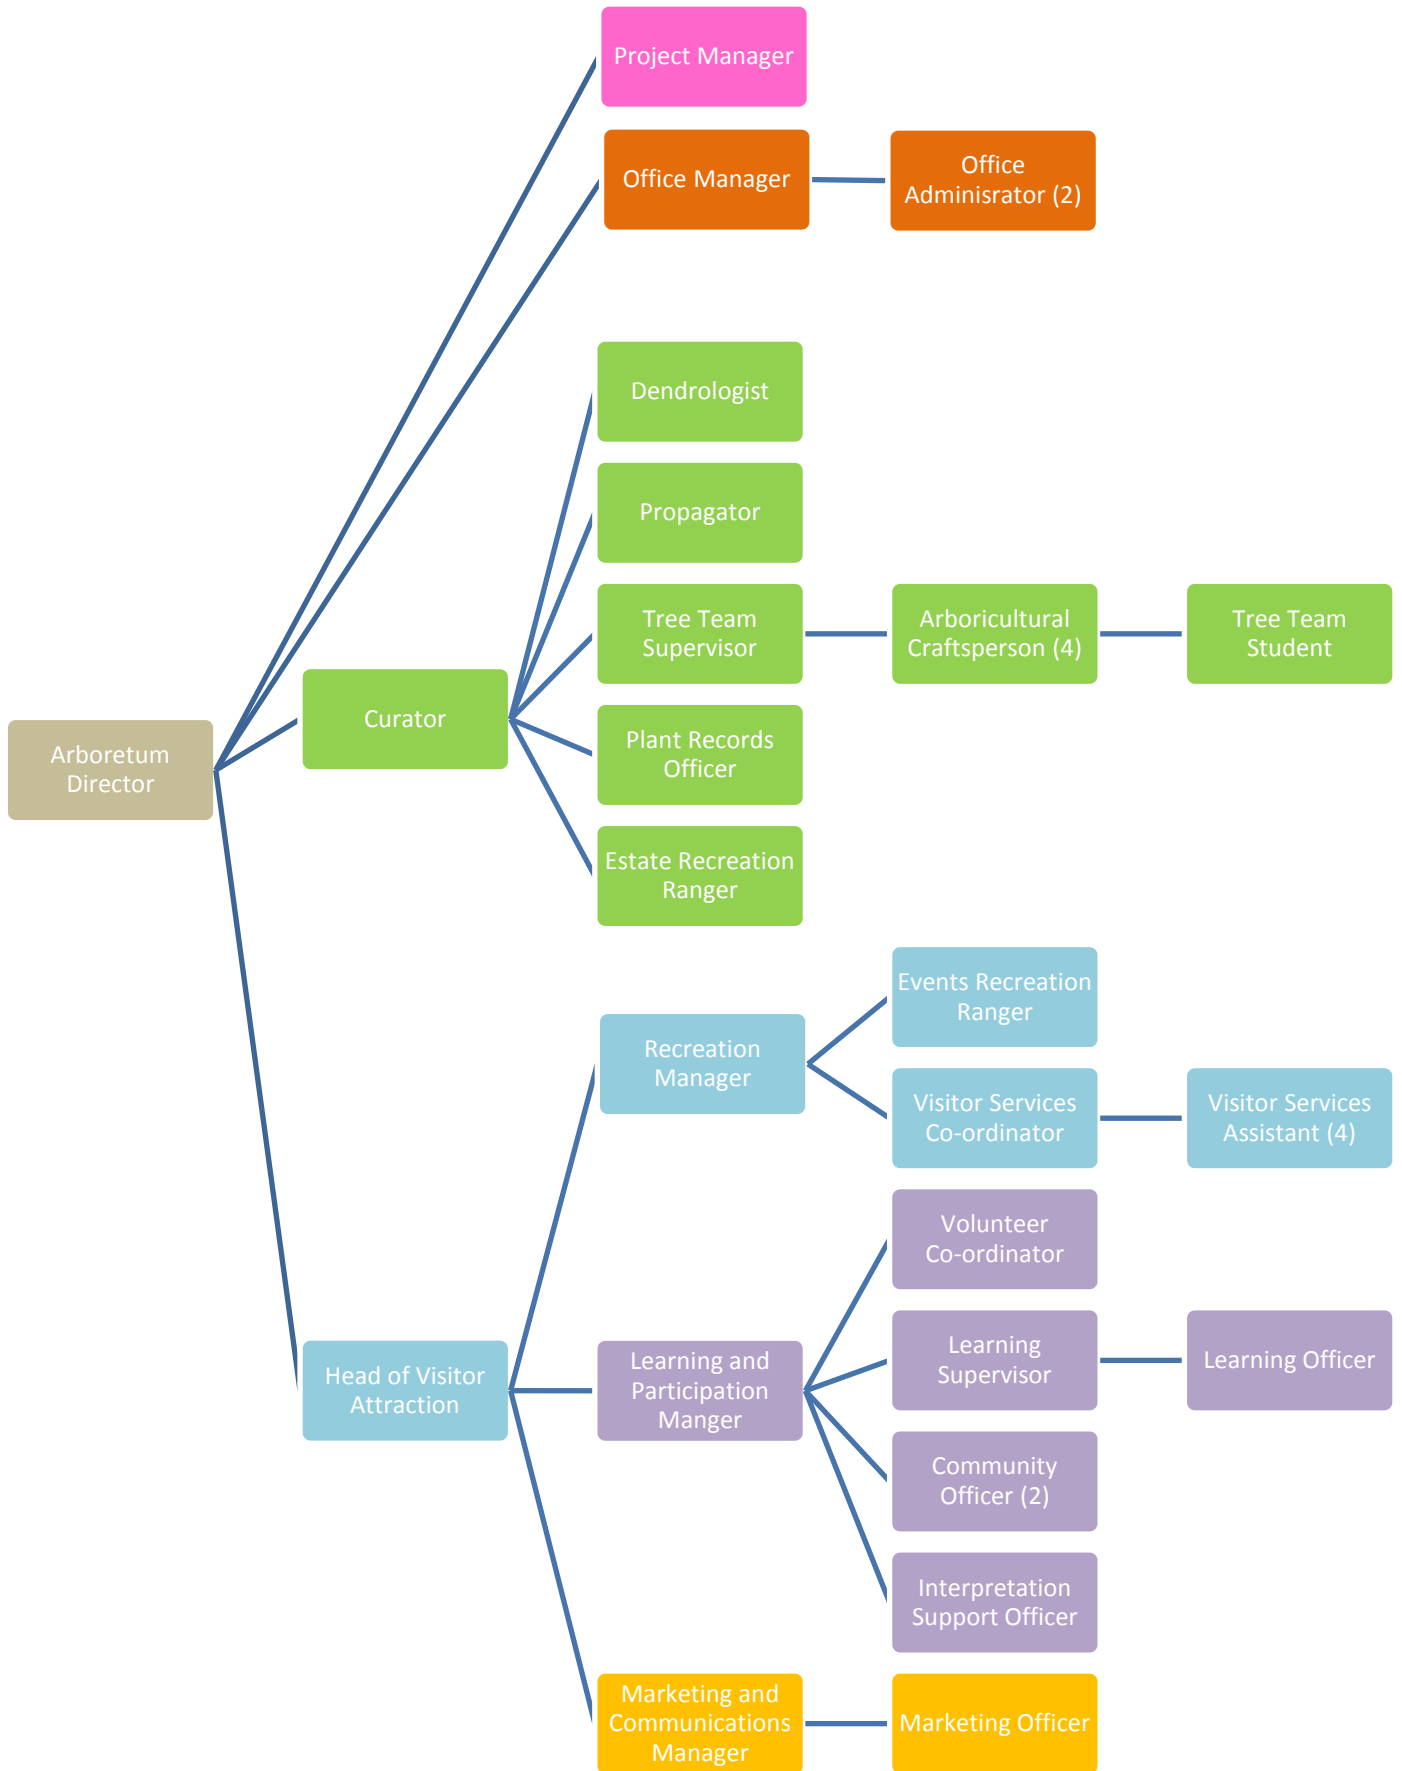 Project Manager
Office Manager
Office
Adminisrator (2)
Dendrologist
Propagator
Tree Team
Supervisor
Arboricultural
Craftsperson (4)
Tree Team
Student
Curator
Plant Records
Officer
Arboretum
Director
Estate Recreation
Ranger
Events Recreation
Ranger
Recreation
Manager
Visitor Services
Co-ordinator
Visitor Services
Assistant (4)
Volunteer
Co-ordinator
Head of Visitor
Attraction
Learning and
Participation
Manger
Learning
Supervisor
Learning Officer
Community
Officer (2)
Interpretation
Support Officer
Marketing and
Communications
Manager
Marketing Officer